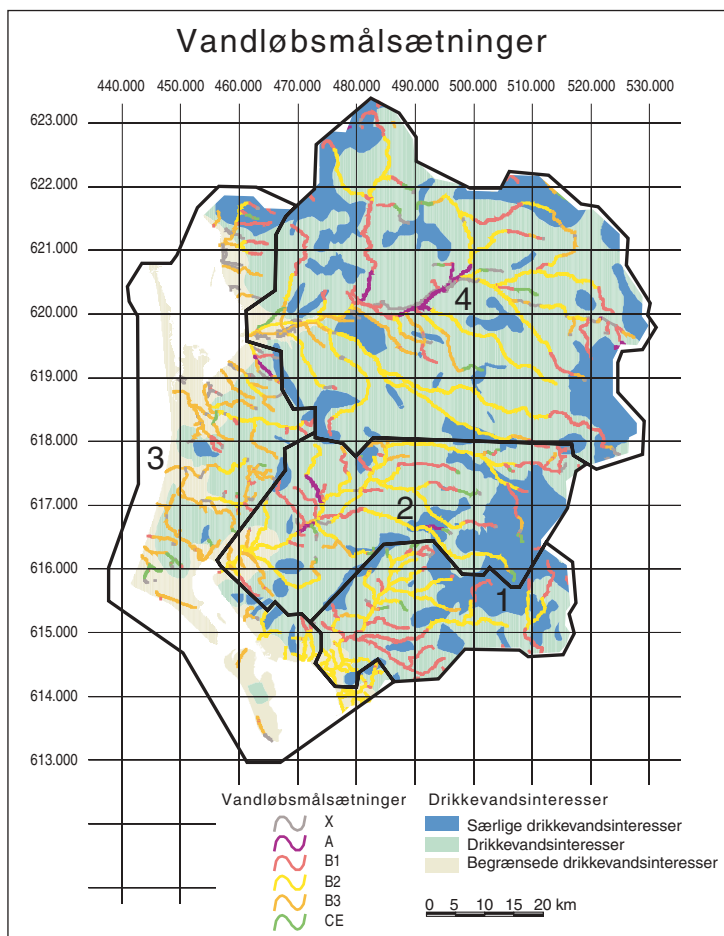 Vandløbsmålsætninger
440.000 450.000 460.000 470.000 480.000 490.000 500.000 510.000 520.000 530.000
623.000
622.000
621.000
620.000
619.000
618.000
617.000
616.000
615.000
614.000
613.000
4
3
2
1
Vandløbsmålsætninger
X
A
B1
B2
B3
CE
Drikkevandsinteresser
Særlige drikkevandsinteresser
Drikkevandsinteresser
Begrænsede drikkevandsinteresser
0 5 10 15 20 km